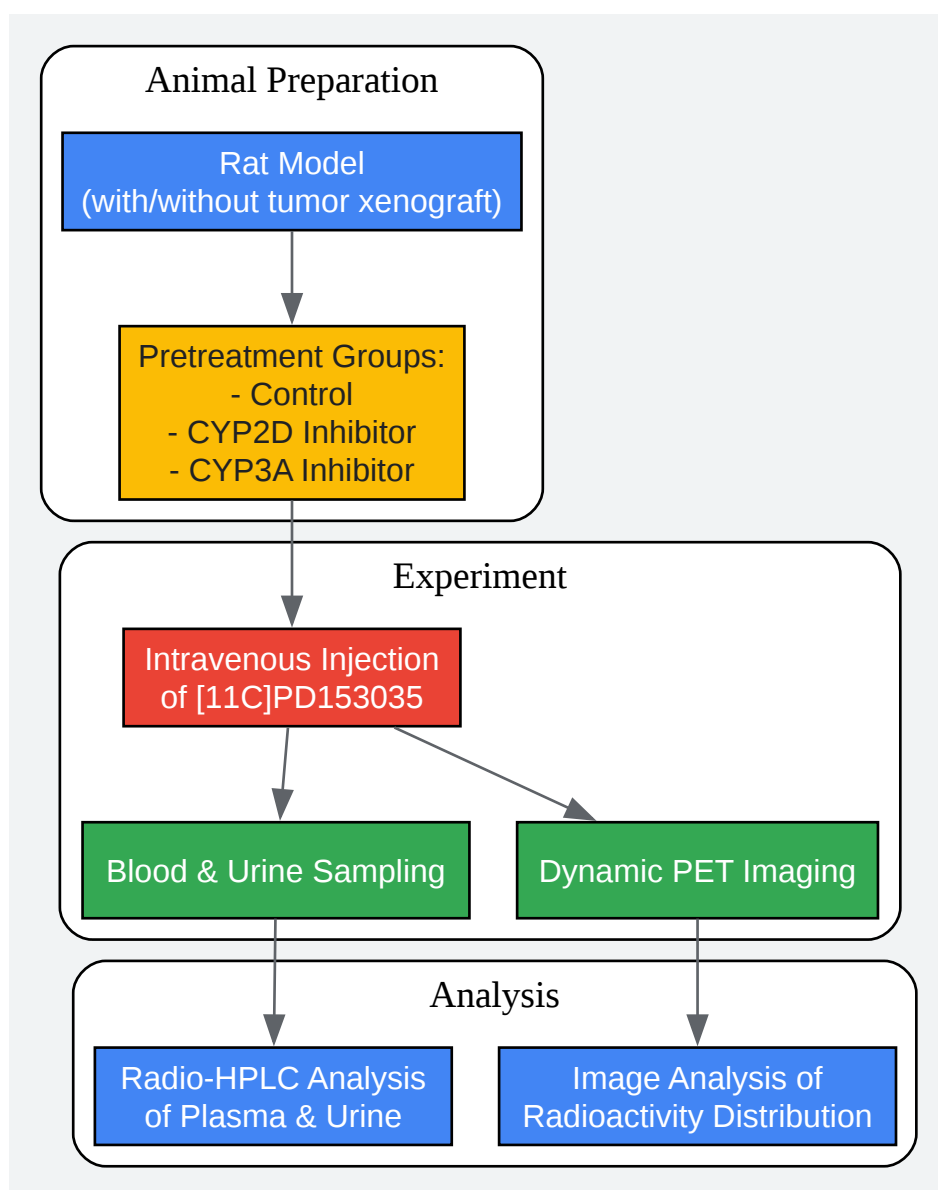 Animal Preparation
Rat Model
(with/without tumor xenograft)
Pretreatment Groups:
- Control
- CYP2D Inhibitor
- CYP3A Inhibitor
Experiment
Intravenous Injection
of [11C]PD153035
Blood & Urine Sampling
Dynamic PET Imaging
Analysis
Radio-HPLC Analysis
of Plasma & Urine
Image Analysis of
Radioactivity Distribution